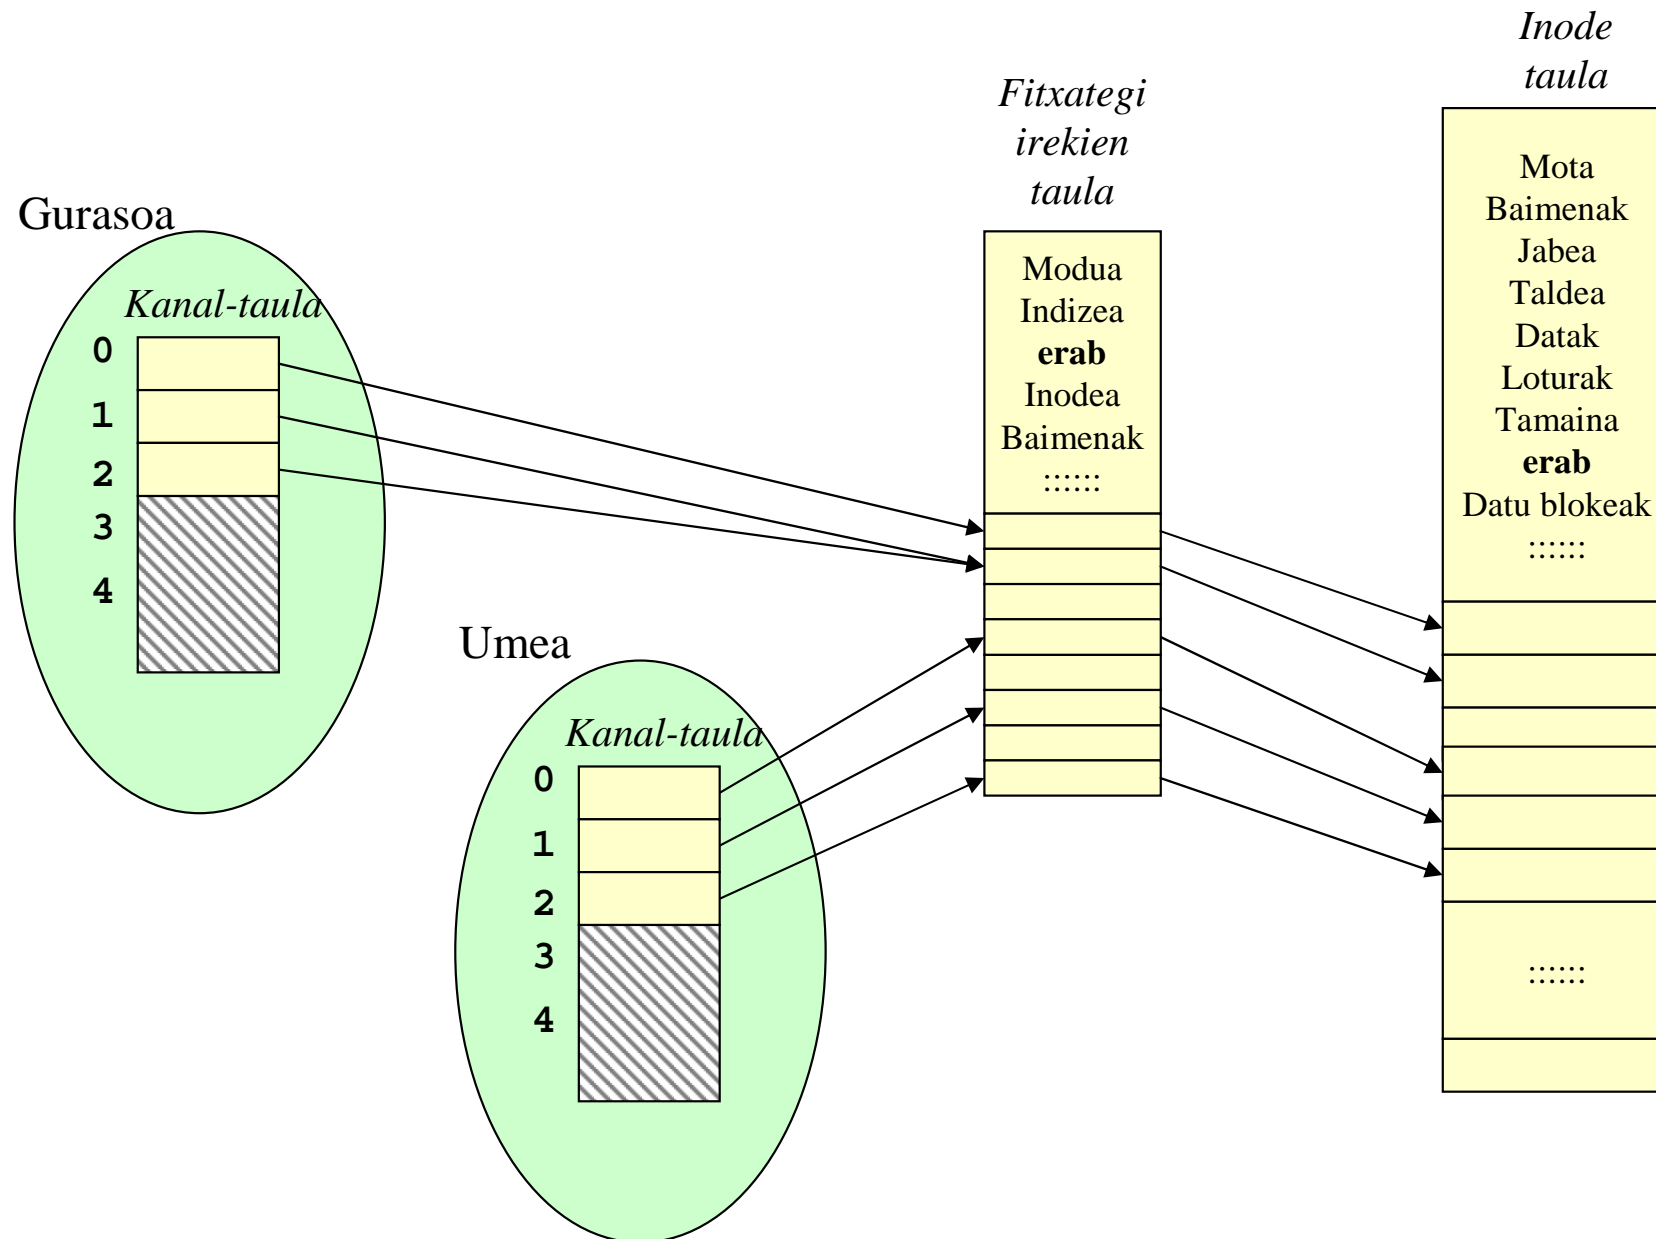 Gurasoa
Kanal-taula
0
1
2
3
4
Umea
Kanal-taula
0
1
2
3
4
Fitxategi
irekien
taula
Modua
Indizea
erab
Inodea
Baimenak
::::::
Inode
taula
Mota
Baimenak
Jabea
Taldea
Datak
Loturak
Tamaina
erab
Datu blokeak
::::::
::::::